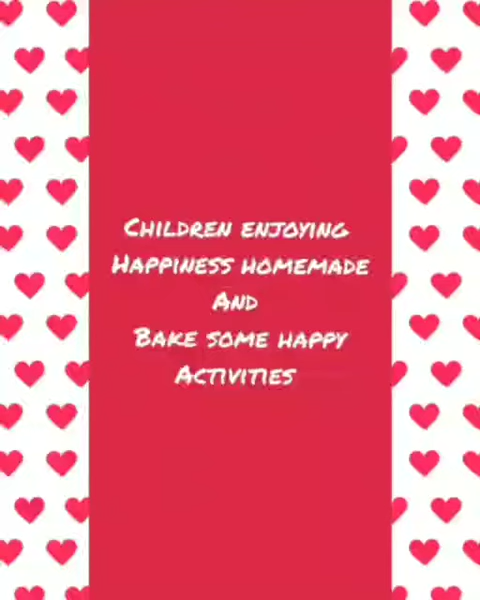 Children enjoying
Happiness homemade
And
Bake some happy
Activities